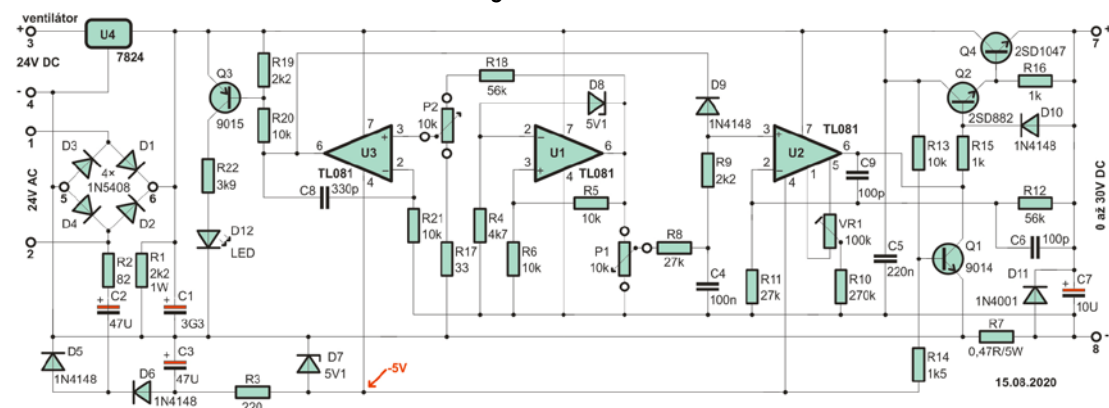 ventilátor
+
3
24V DC
-
4
1
24V AC
2
U4
7824
D3
D1
4×
1N5408
5
6
D4
D2
R2
82
R1
2k2
1W
C2
47U
C1
3G3
C3
47U
D5
1N4148
D6
1N4148
R3
220
D7
5V1
-5V
Q3
9015
R22
3k9
D12
LED
R19
2k2
R20
10k
U3
TL081
7
3
2
4
6
C8
330p
P2
10k
R21
10k
R17
33
R18
56k
R4
4k7
R6
10k
D8
5V1
U1
TL081
2
3
7
6
4
R5
10k
P1
10k
R8
27k
D9
1N4148
R9
2k2
C4
100n
U2
TL081
3
2
7
6
4
1
5
C9
100p
VR1
100k
R11
27k
R10
270k
C5
220n
R13
10k
R15
1k
Q4
2SD1047
Q2
2SD882
R16
1k
D10
1N4148
R12
56k
C6
100p
Q1
9014
D11
1N4001
C7
10U
R7
0,47R/5W
R14
1k5
+
7
0 až 30V DC
-
8
15.08.2020